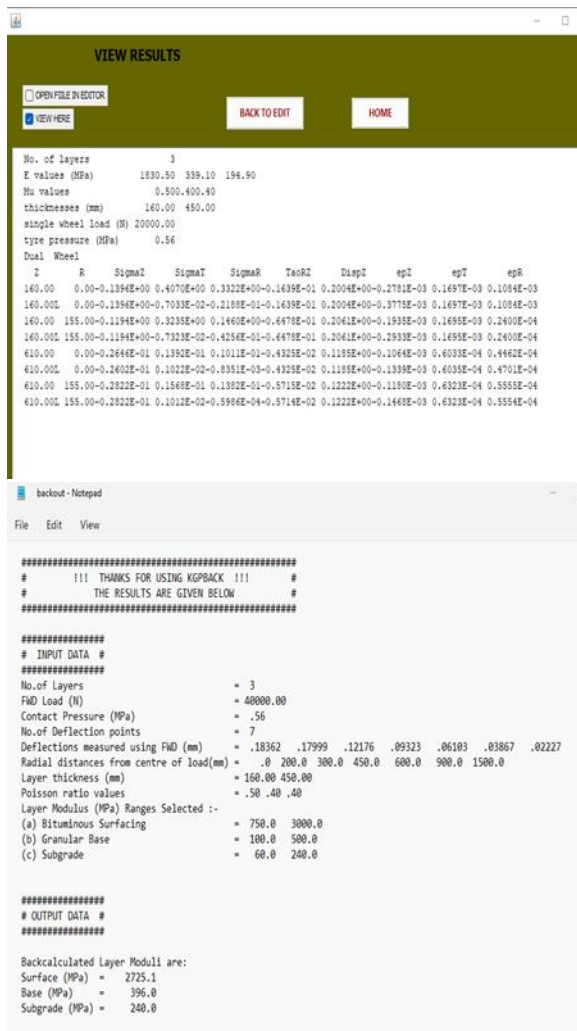 VIEW RESULTS
OPEN FILE IN EDITOR
VIEW HERE
BACK TO EDIT
HOME
No. of layers 3
E values (MPa) 1830.50 339.10 194.90
Mu values 0.500.400.40
thicknesses (mm) 160.00 450.00
single wheel load (N) 20000.00
tyre pressure (MPa) 0.56
Dual Wheel
Z R SigmaZ SigmaT SigmaR TaoRZ DispZ epZ epT epR
160.00 0.00-0.1396E+00 0.4070E+00 0.3322E+00-0.1639E-01 0.2004E+00-0.2781E-03 0.1697E-03 0.1084E-03
160.00L 0.00-0.1396E+00-0.7033E-02-0.2188E-01-0.1639E-01 0.2004E+00-0.3775E-03 0.1697E-03 0.1084E-03
160.00 155.00-0.1194E+00 0.3235E+00 0.1460E+00-0.6478E-01 0.2061E+00-0.1935E-03 0.1695E-03 0.2400E-04
160.00L 155.00-0.1194E+00-0.7323E-02-0.4256E-01-0.6478E-01 0.2061E+00-0.2933E-03 0.1695E-03 0.2400E-04
610.00 0.00-0.2646E-01 0.1392E-01 0.1011E-01-0.4325E-02 0.1185E+00-0.1064E-03 0.6033E-04 0.4462E-04
610.00L 0.00-0.2602E-01 0.1022E-02-0.8351E-03-0.4325E-02 0.1185E+00-0.1339E-03 0.6035E-04 0.4701E-04
610.00 155.00-0.2822E-01 0.1568E-01 0.1382E-01-0.5715E-02 0.1222E+00-0.1180E-03 0.6323E-04 0.5555E-04
610.00L 155.00-0.2822E-01 0.1012E-02-0.5986E-04-0.5714E-02 0.1222E+00-0.1468E-03 0.6323E-04 0.5554E-04
backout - Notepad
File Edit View
#######################################################
# !!! THANKS FOR USING KGPBACK !!! #
# THE RESULTS ARE GIVEN BELOW #
#######################################################
################
# INPUT DATA #
################
No.of Layers = 3
FWD Load (N) = 40000.00
Contact Pressure (MPa) = .56
No.of Deflection points = 7
Deflections measured using FWD (mm) = .18362 .17999 .12176 .09323 .06103 .03867 .02227
Radial distances from centre of load(mm) = .0 200.0 300.0 450.0 600.0 900.0 1500.0
Layer thickness (mm) = 160.00 450.00
Poisson ratio values = .50 .40 .40
Layer Modulus (MPa) Ranges Selected :-
(a) Bituminous Surfacing = 750.0 3000.0
(b) Granular Base = 100.0 500.0
(c) Subgrade = 60.0 240.0
################
# OUTPUT DATA #
################
Backcalculated Layer Moduli are:
Surface (MPa) = 2725.1
Base (MPa) = 396.0
Subgrade (MPa) = 240.0